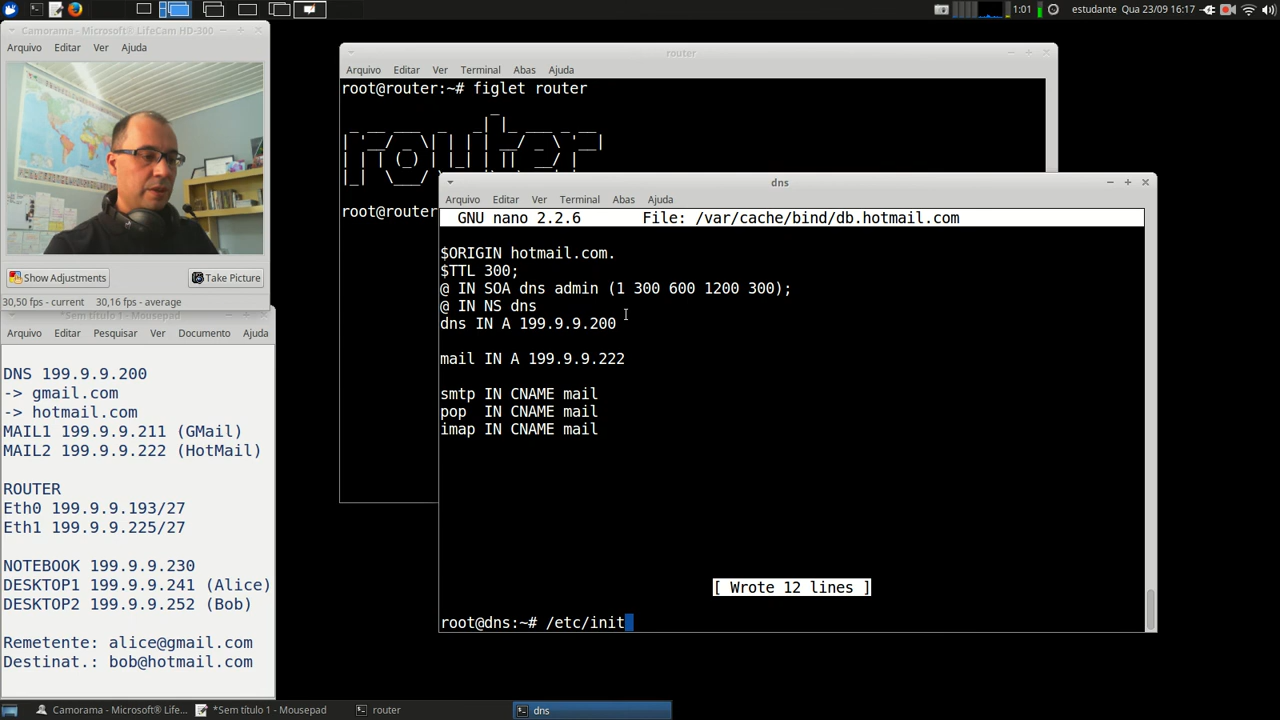 1:01
estudante Qua 23/09 16:17
Camorama - Microsoft® LifeCam HD-300
Arquivo Editar Ver Ajuda
Show Adjustments
Take Picture
30,50 fps - current 30,16 fps - average
*Sem título 1 - Mousepad
Arquivo Editar Pesquisar Ver Documento Ajuda
DNS 199.9.9.200
-> gmail.com
-> hotmail.com
MAIL1 199.9.9.211 (GMail)
MAIL2 199.9.9.222 (HotMail)
ROUTER
Eth0 199.9.9.193/27
Eth1 199.9.9.225/27
NOTEBOOK 199.9.9.230
DESKTOP1 199.9.9.241 (Alice)
DESKTOP2 199.9.9.252 (Bob)
Remetente: alice@gmail.com
Destinat.: bob@hotmail.com
router
Arquivo Editar Ver Terminal Abas Ajuda
root@router:~# figlet router
router
root@router
dns
Arquivo Editar Ver Terminal Abas Ajuda
GNU nano 2.2.6 File: /var/cache/bind/db.hotmail.com
$ORIGIN hotmail.com.
$TTL 300;
@ IN SOA dns admin (1 300 600 1200 300);
@ IN NS dns
dns IN A 199.9.9.200
mail IN A 199.9.9.222
smtp IN CNAME mail
pop  IN CNAME mail
imap IN CNAME mail
[ Wrote 12 lines ]
root@dns:~# /etc/init
Camorama - Microsoft® LifeC...
*Sem título 1 - Mousepad
router
dns